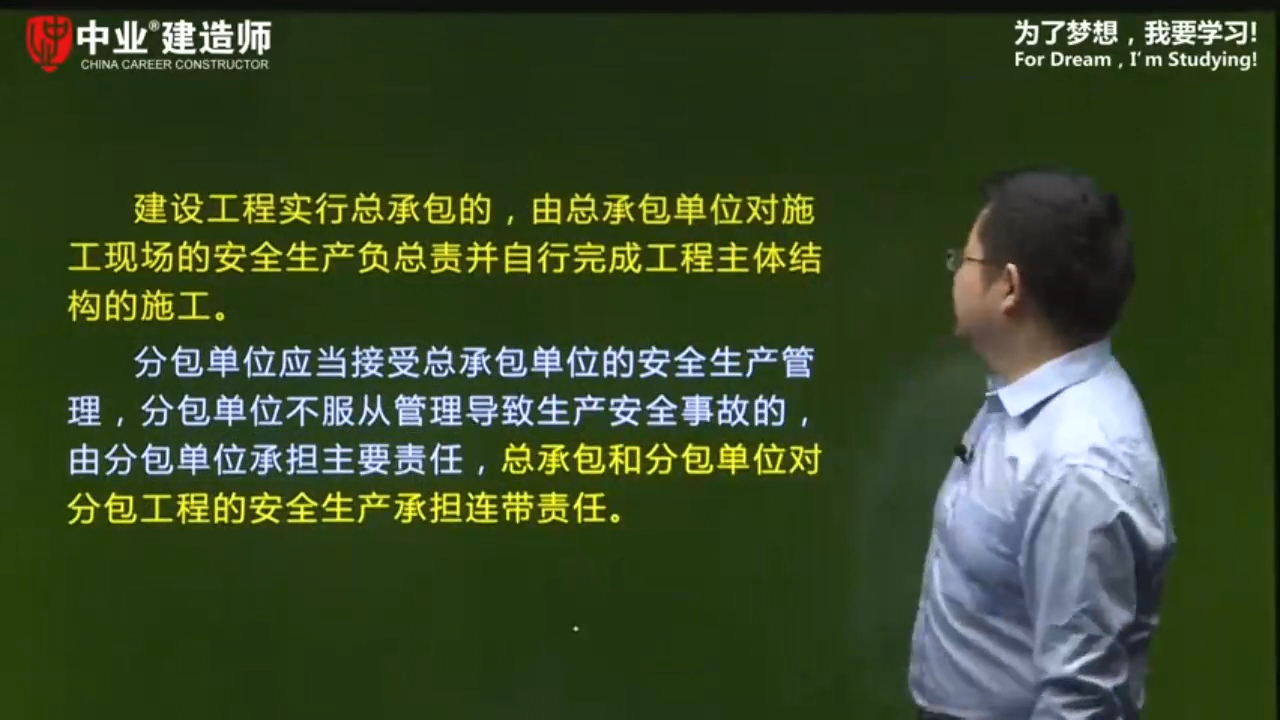 中业®建造师
CHINA CAREER CONSTRUCTOR
为了梦想，我要学习!
For Dream , I'm Studying!
建设工程实行总承包的，由总承包单位对施
工现场的安全生产负总责并自行完成工程主体结
构的施工。
分包单位应当接受总承包单位的安全生产管
理，分包单位不服从管理导致生产安全事故的，
由分包单位承担主要责任，总承包和分包单位对
分包工程的安全生产承担连带责任。